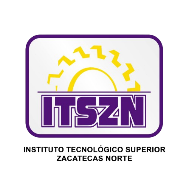 ITSZN
INSTITUTO TECNOLÓGICO SUPERIOR
ZACATECAS NORTE